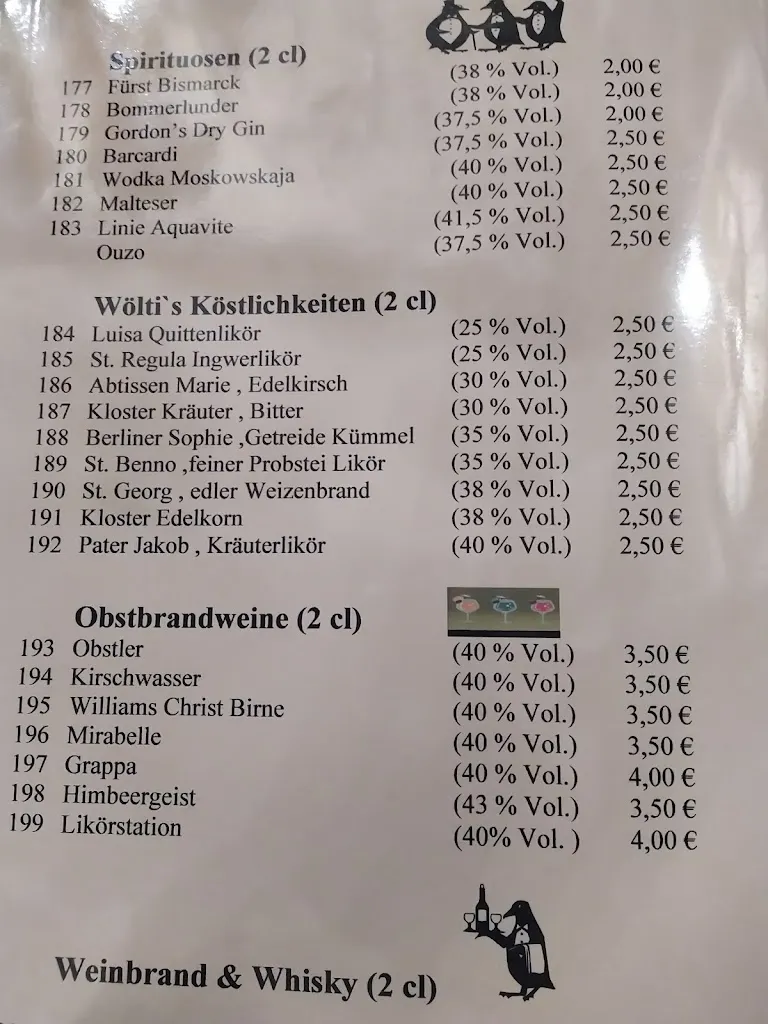 Spirituosen (2 cl)
177 Fürst Bismarck (38 % Vol.) 2,00 €
178 Bommerlunder (38 % Vol.) 2,00 €
179 Gordon's Dry Gin (37,5 % Vol.) 2,00 €
180 Barcardi (37,5 % Vol.) 2,50 €
181 Wodka Moskowskaja (40 % Vol.) 2,50 €
182 Malteser (40 % Vol.) 2,50 €
183 Linie Aquavite (41,5 % Vol.) 2,50 €
Ouzo (37,5 % Vol.) 2,50 €
Wölti`s Köstlichkeiten (2 cl)
184 Luisa Quittenlikör (25 % Vol.) 2,50 €
185 St. Regula Ingwerlikör (25 % Vol.) 2,50 €
186 Abtissen Marie , Edelkirsch (30 % Vol.) 2,50 €
187 Kloster Kräuter , Bitter (30 % Vol.) 2,50 €
188 Berliner Sophie ,Getreide Kümmel (35 % Vol.) 2,50 €
189 St. Benno ,feiner Probstei Likör (35 % Vol.) 2,50 €
190 St. Georg , edler Weizenbrand (38 % Vol.) 2,50 €
191 Kloster Edelkorn (38 % Vol.) 2,50 €
192 Pater Jakob , Kräuterlikör (40 % Vol.) 2,50 €
Obstbrandweine (2 cl)
193 Obstler (40 % Vol.) 3,50 €
194 Kirschwasser (40 % Vol.) 3,50 €
195 Williams Christ Birne (40 % Vol.) 3,50 €
196 Mirabelle (40 % Vol.) 3,50 €
197 Grappa (40 % Vol.) 4,00 €
198 Himbeergeist (43 % Vol.) 3,50 €
199 Likörstation (40% Vol. ) 4,00 €
Weinbrand & Whisky (2 cl)